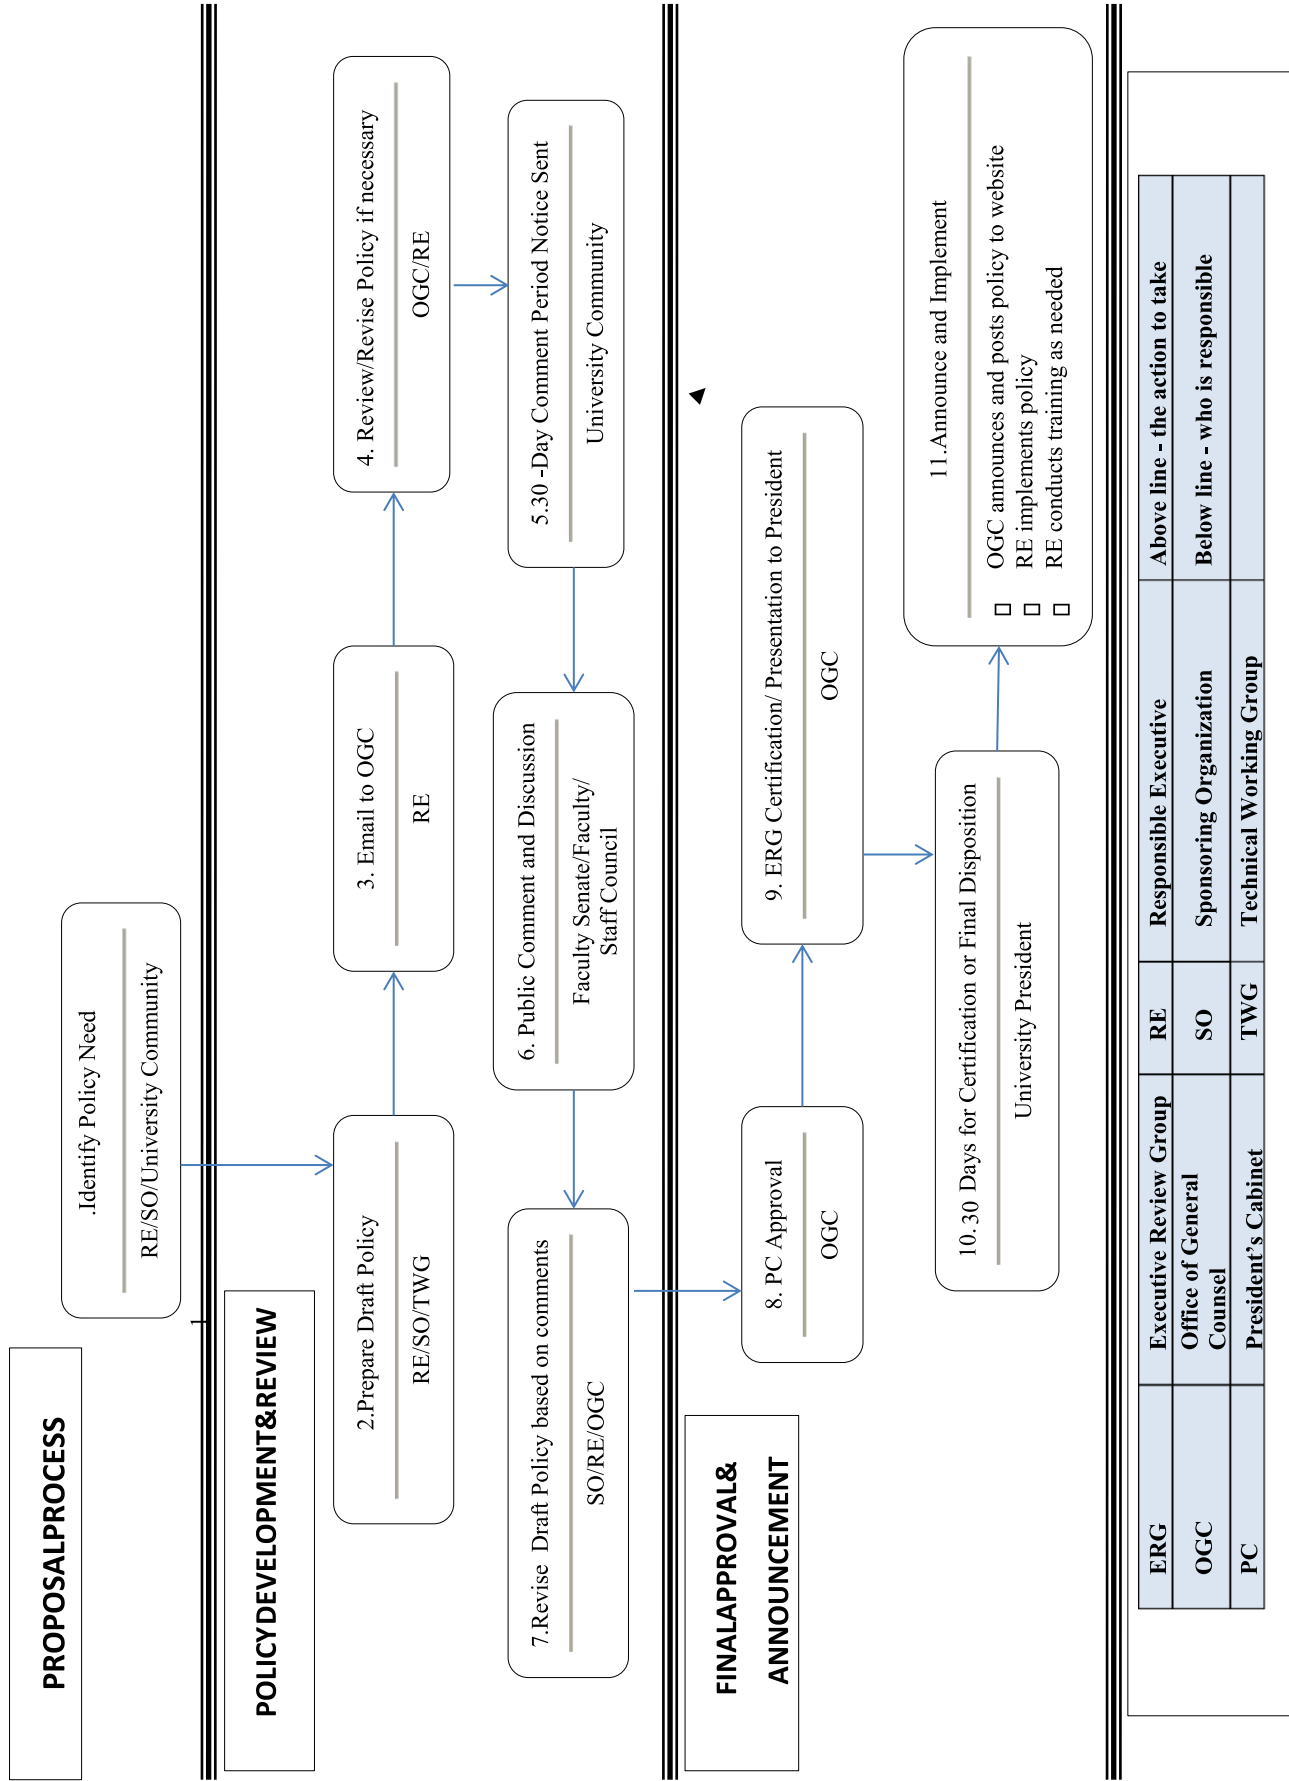 PROPOSALPROCESS
.Identify Policy Need
RE/SO/University Community
1
POLICYDEVELOPMENT&REVIEW
2.Prepare Draft Policy
RE/SO/TWG
3. Email to OGC
RE
4. Review/Revise Policy if necessary
OGC/RE
5.30 -Day Comment Period Notice Sent
University Community
6. Public Comment and Discussion
Faculty Senate/Faculty/
Staff Council
7.Revise Draft Policy based on comments
SO/RE/OGC
FINALAPPROVAL&
ANNOUNCEMENT
8. PC Approval
OGC
9. ERG Certification/ Presentation to President
OGC
10. 30 Days for Certification or Final Disposition
University President
11.Announce and Implement
OGC announces and posts policy to website
RE implements policy
RE conducts training as needed
ERG Executive Review Group RE Responsible Executive Above line - the action to take
OGC Office of General SO Sponsoring Organization Below line - who is responsible
Counsel
PC President’s Cabinet TWG Technical Working Group